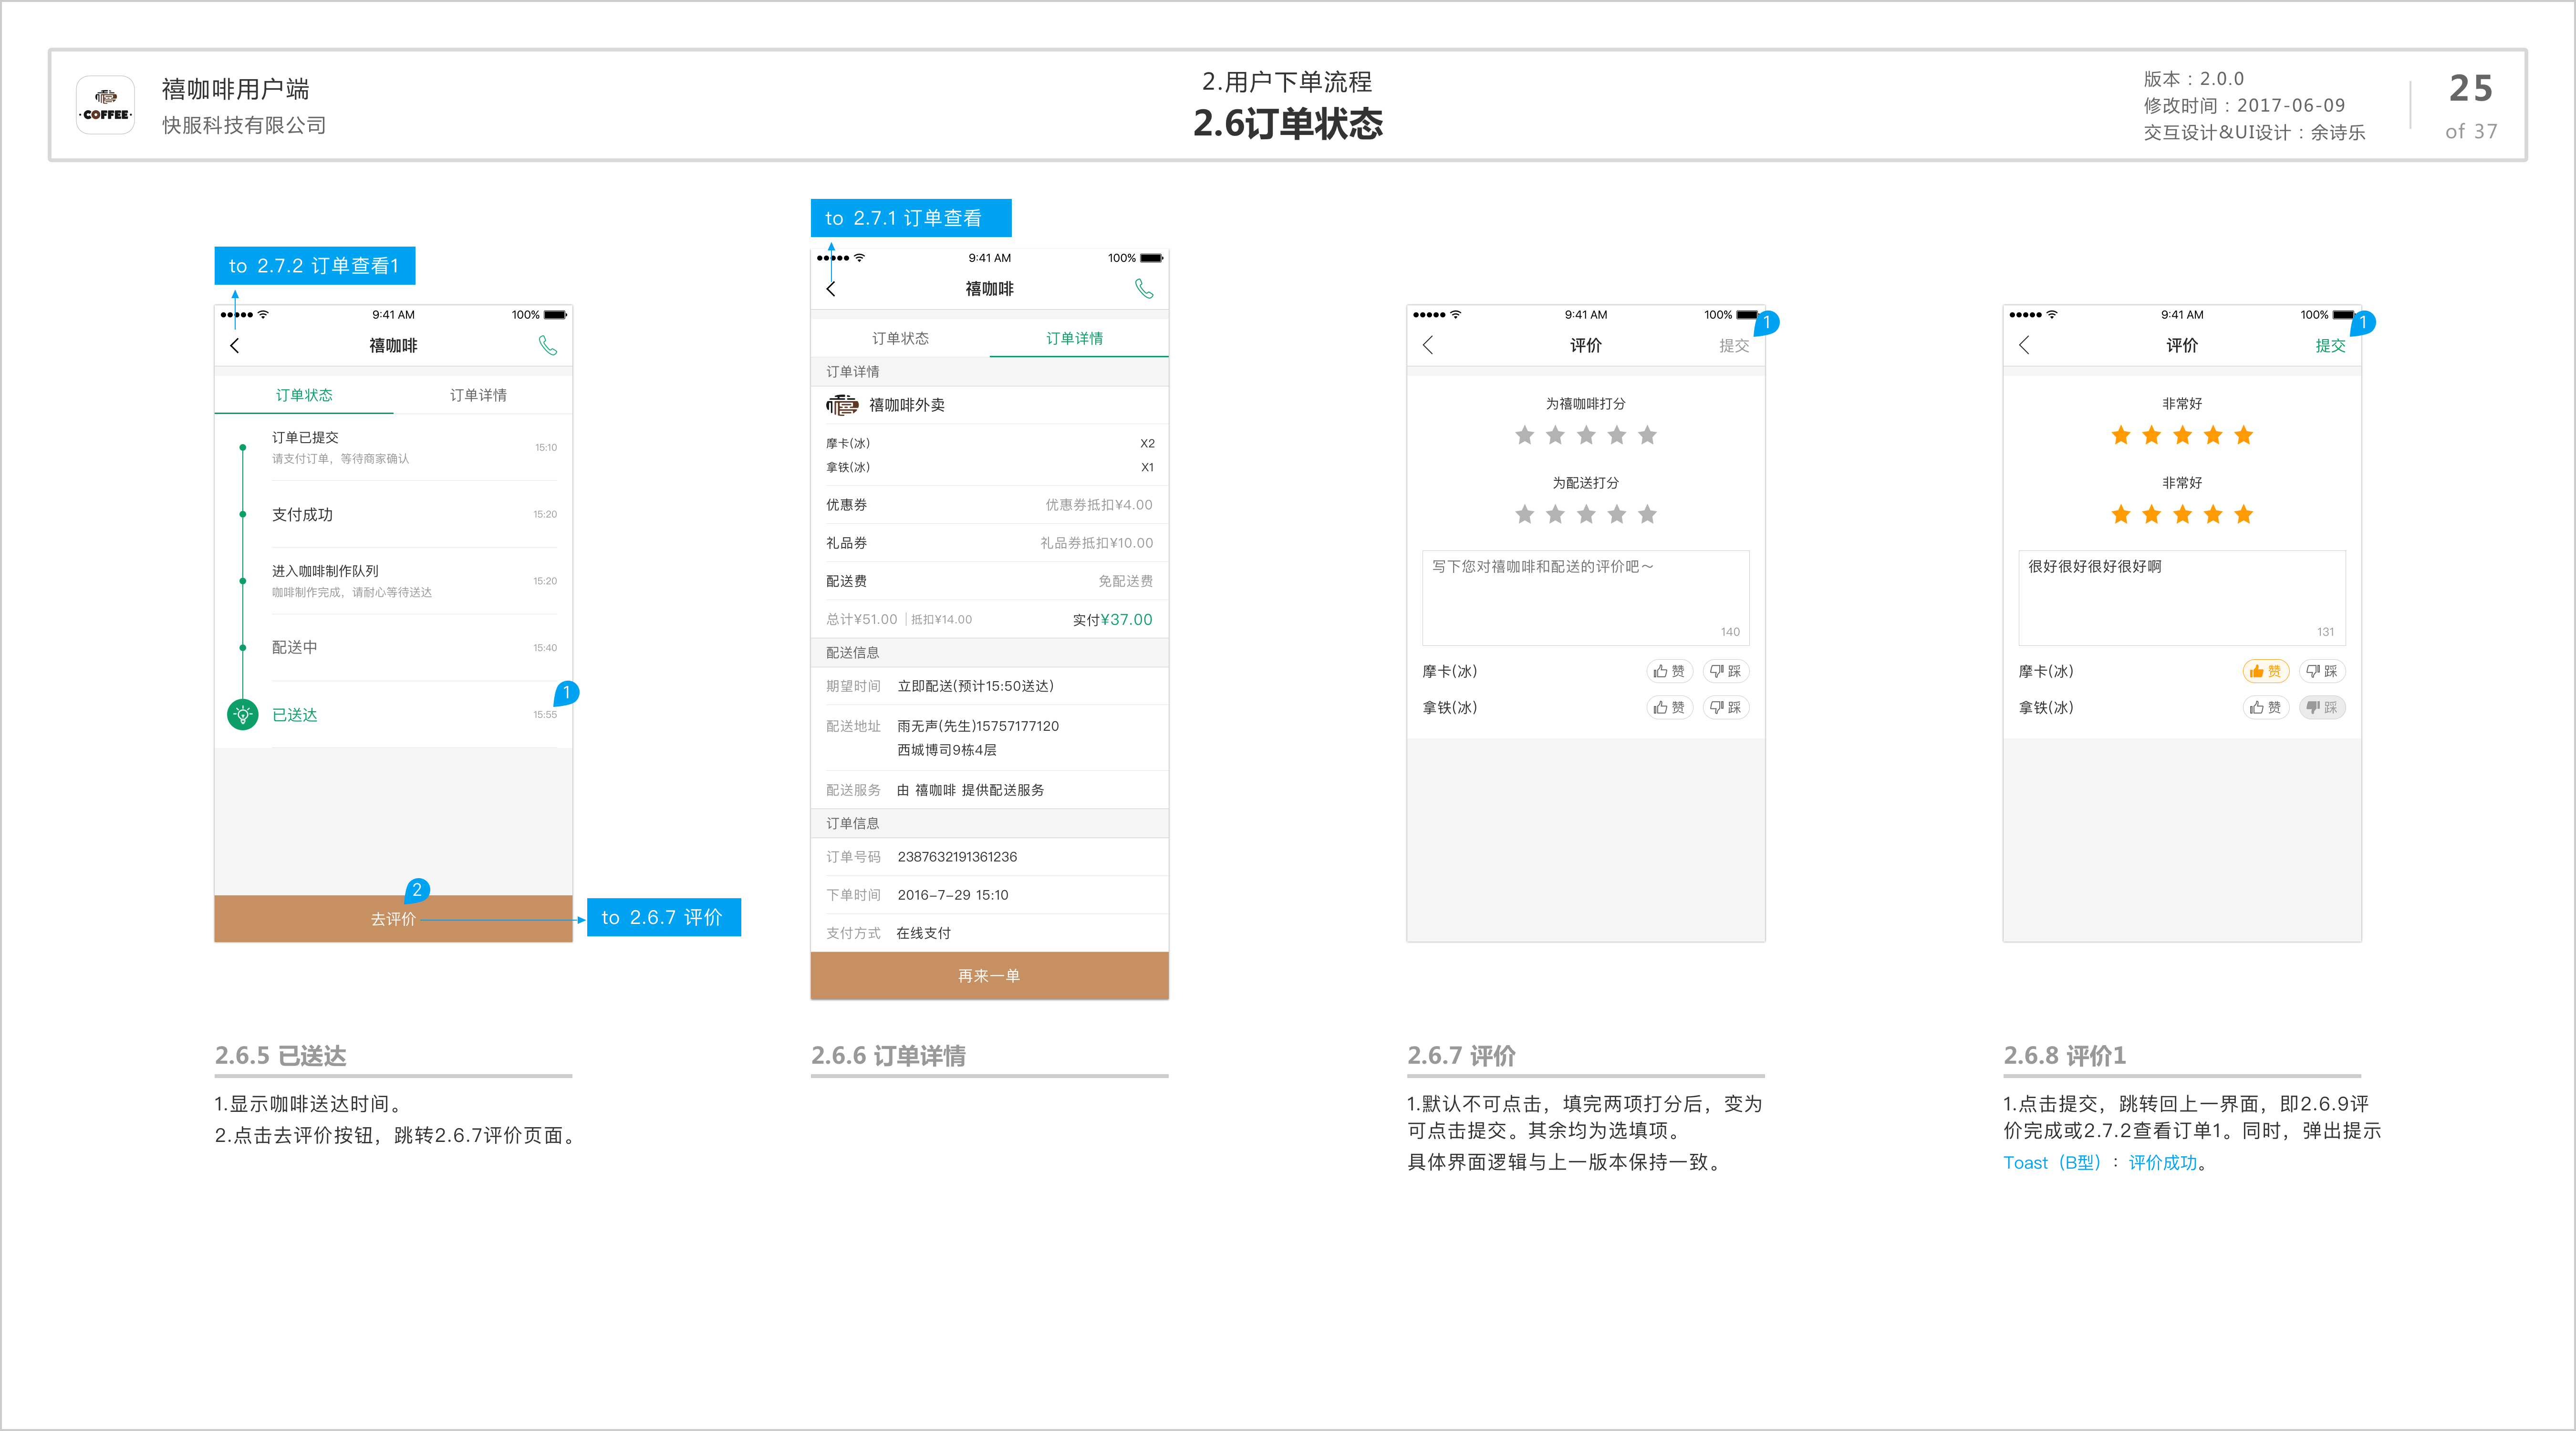 禧咖啡用户端
快服科技有限公司
·COFFEE·
2.用户下单流程
2.6订单状态
版本：2.0.0
修改时间：2017-06-09
交互设计&UI设计：余诗乐
25
of 37
to 2.7.2 订单查看1
9:41 AM
100%
禧咖啡
订单状态
订单详情
订单已提交
请支付订单，等待商家确认
15:10
支付成功
15:20
进入咖啡制作队列
咖啡制作完成，请耐心等待送达
15:20
配送中
15:40
1
已送达
15:55
2
去评价
to 2.6.7 评价
2.6.5 已送达
1.显示咖啡送达时间。
2.点击去评价按钮，跳转2.6.7评价页面。
to 2.7.1 订单查看
9:41 AM
100%
禧咖啡
订单状态
订单详情
订单详情
禧咖啡外卖
摩卡(冰) X2
拿铁(冰) X1
优惠券 优惠券抵扣¥4.00
礼品券 礼品券抵扣¥10.00
配送费 免配送费
总计¥51.00 | 抵扣¥14.00 实付¥37.00
配送信息
期望时间 立即配送(预计15:50送达)
配送地址 雨无声(先生)15757177120
西城博司9栋4层
配送服务 由 禧咖啡 提供配送服务
订单信息
订单号码 2387632191361236
下单时间 2016-7-29 15:10
支付方式 在线支付
再来一单
2.6.6 订单详情
9:41 AM
100%
1
评价
提交
为禧咖啡打分
为配送打分
写下您对禧咖啡和配送的评价吧～
140
摩卡(冰) 赞 踩
拿铁(冰) 赞 踩
2.6.7 评价
1.默认不可点击，填完两项打分后，变为
可点击提交。其余均为选填项。
具体界面逻辑与上一版本保持一致。
9:41 AM
100%
1
评价
提交
非常好
非常好
很好很好很好很好啊
131
摩卡(冰) 赞 踩
拿铁(冰) 赞 踩
2.6.8 评价1
1.点击提交，跳转回上一界面，即2.6.9评
价完成或2.7.2查看订单1。同时，弹出提示
Toast（B型）：评价成功。